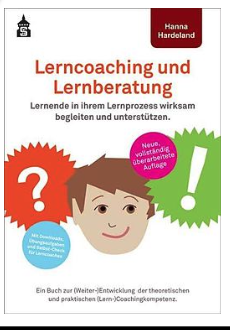 Hanna
Hardeland
Lerncoaching und
Lernberatung
Lernende in ihrem Lernprozess wirksam
begleiten und unterstützen.
Neue,
vollständig
überarbeitete
Auflage
?
!
Mit Downloads,
Übungsaufgaben
und Selbst-Check
für Lerncoaches
Ein Buch zur (Weiter-)Entwicklung der theoretischen
und praktischen (Lern-)Coachingkompetenz.